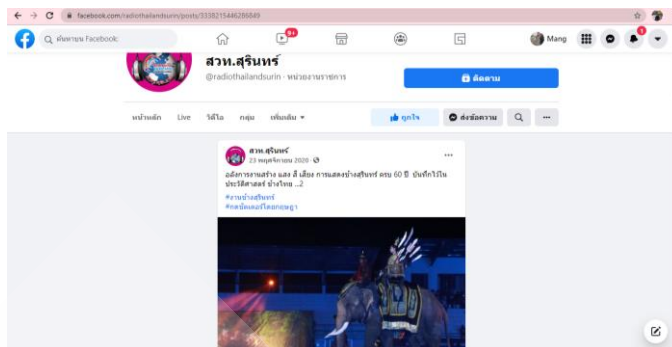 facebook.com/radiothailandsurin/posts/3338215446286849
ค้นหาบน Facebook
9+
Mang
1
สวท.สุรินทร์
@radiothailandsurin · หน่วยงานราชการ
ติดตาม
หน้าหลัก Live วิดีโอ กลุ่ม เพิ่มเติม
ถูกใจ
ส่งข้อความ
สวท.สุรินทร์
23 พฤศจิกายน 2020
อลังการงานสร้าง แสง สี เสียง การแสดงช้างสุรินทร์ ครบ 60 ปี บันทึกไว้ใน
ประวัติศาสตร์ ช้างไทย ...2
#งานช้างสุรินทร์